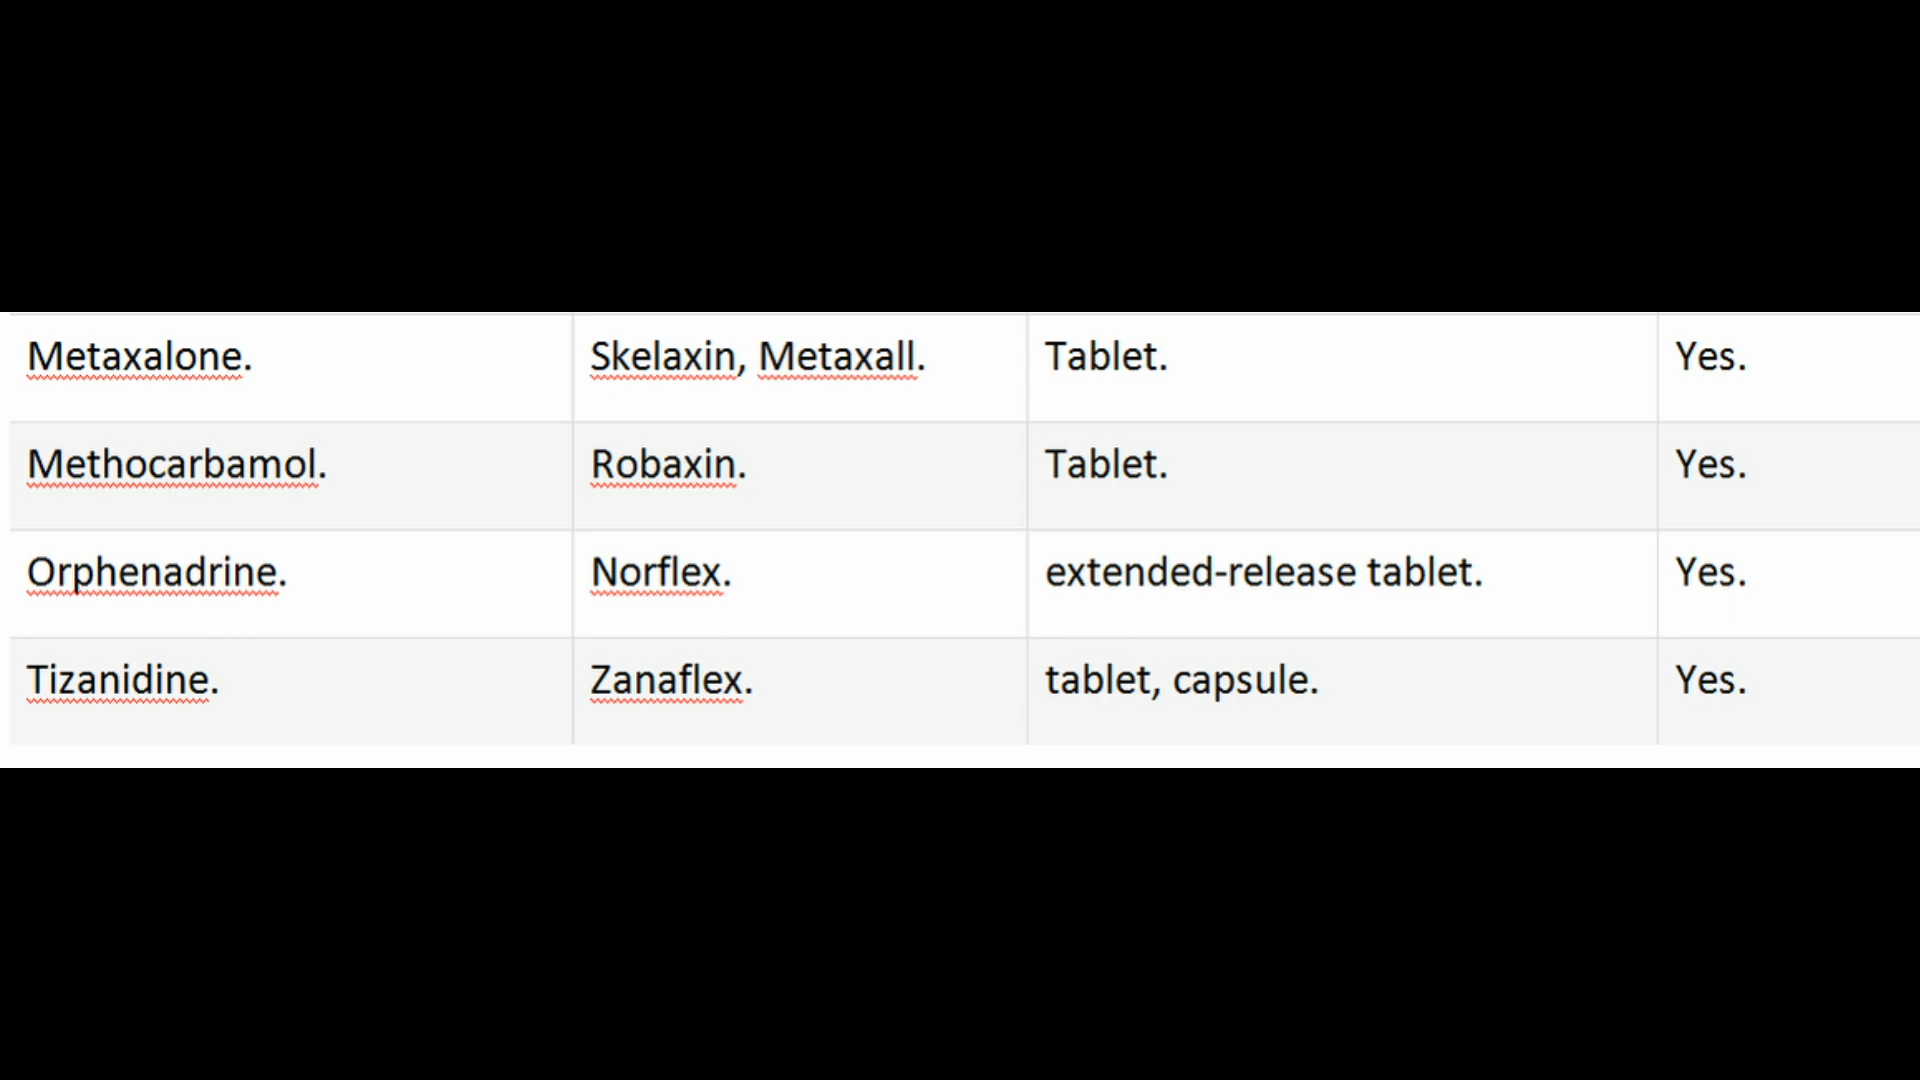 Metaxalone. Skelaxin, Metaxall. Tablet. Yes.
Methocarbamol. Robaxin. Tablet. Yes.
Orphenadrine. Norflex. extended-release tablet. Yes.
Tizanidine. Zanaflex. tablet, capsule. Yes.